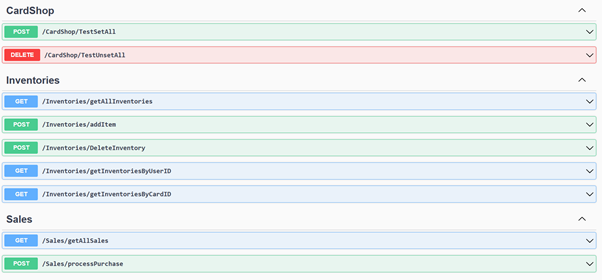 CardShop
POST /CardShop/TestSetAll
DELETE /CardShop/TestUnsetAll
Inventories
GET /Inventories/getAllInventories
POST /Inventories/addItem
POST /Inventories/DeleteInventory
GET /Inventories/getInventoriesByUserID
GET /Inventories/getInventoriesByCardID
Sales
GET /Sales/getAllSales
POST /Sales/processPurchase